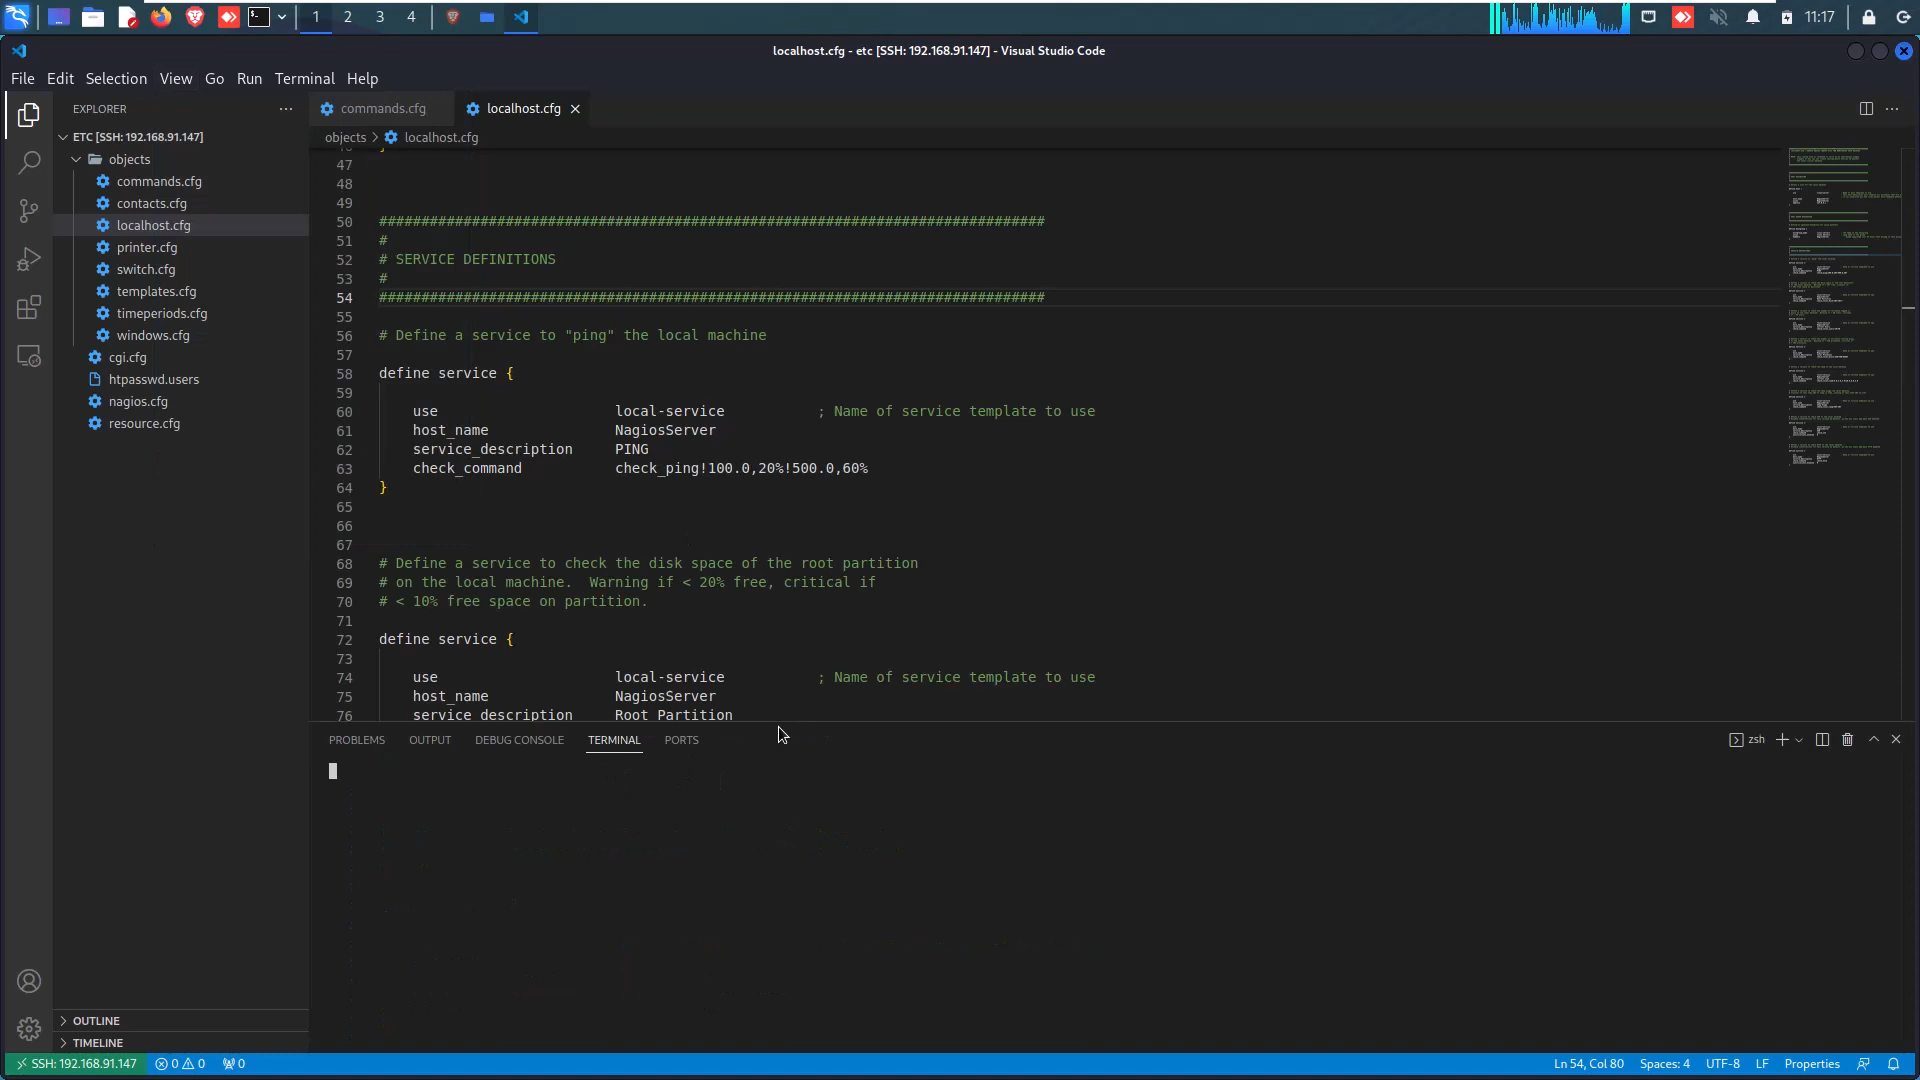 1 2 3 4 11:17
localhost.cfg - etc [SSH: 192.168.91.147] - Visual Studio Code
File Edit Selection View Go Run Terminal Help
EXPLORER
ETC [SSH: 192.168.91.147]
objects
commands.cfg
contacts.cfg
localhost.cfg
printer.cfg
switch.cfg
templates.cfg
timeperiods.cfg
windows.cfg
cgi.cfg
htpasswd.users
nagios.cfg
resource.cfg
OUTLINE
TIMELINE
commands.cfg localhost.cfg
objects > localhost.cfg
47
48
49
50 ###############################################################################
51 #
52 # SERVICE DEFINITIONS
53 #
54 ###############################################################################
55
56 # Define a service to "ping" the local machine
57
58 define service {
59
60 use local-service ; Name of service template to use
61 host_name NagiosServer
62 service_description PING
63 check_command check_ping!100.0,20%!500.0,60%
64 }
65
66
67
68 # Define a service to check the disk space of the root partition
69 # on the local machine.  Warning if < 20% free, critical if
70 # < 10% free space on partition.
71
72 define service {
73
74 use local-service ; Name of service template to use
75 host_name NagiosServer
76 service_description Root Partition
PROBLEMS OUTPUT DEBUG CONSOLE TERMINAL PORTS zsh
SSH: 192.168.91.147 0 0 0 Ln 54, Col 80 Spaces: 4 UTF-8 LF Properties